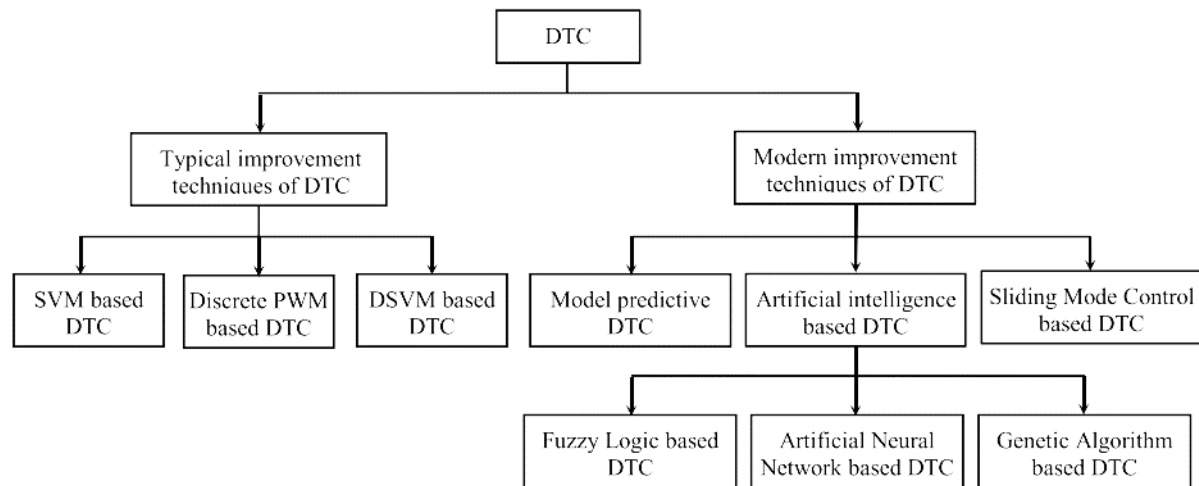 DTC
Typical improvement
techniques of DTC
Modern improvement
techniques of DTC
SVM based
DTC
Discrete PWM
based DTC
DSVM based
DTC
Model predictive
DTC
Artificial intelligence
based DTC
Sliding Mode Control
based DTC
Fuzzy Logic based
DTC
Artificial Neural
Network based DTC
Genetic Algorithm
based DTC